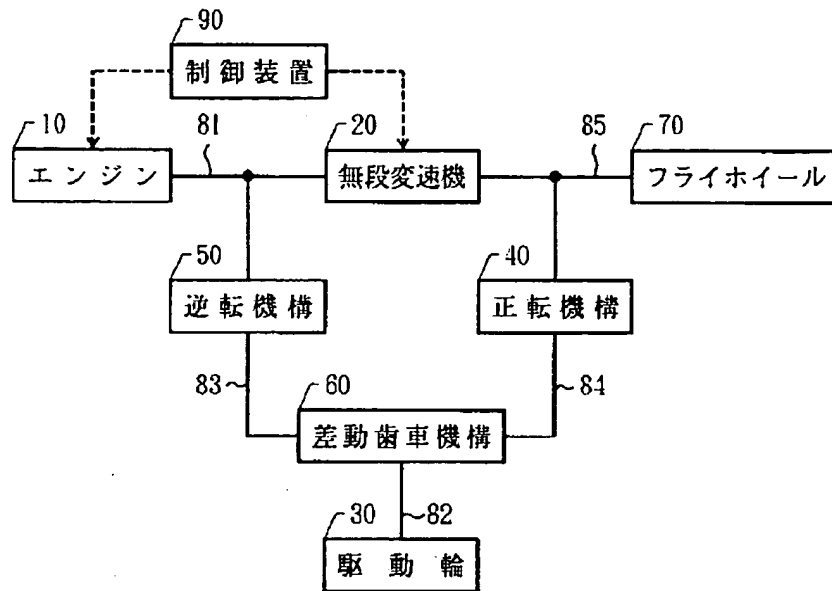 90
制御装置
10
81
20
85
70
エンジン
無段変速機
フライホイール
50
40
逆転機構
正転機構
83
60
84
差動歯車機構
30
82
駆動輪